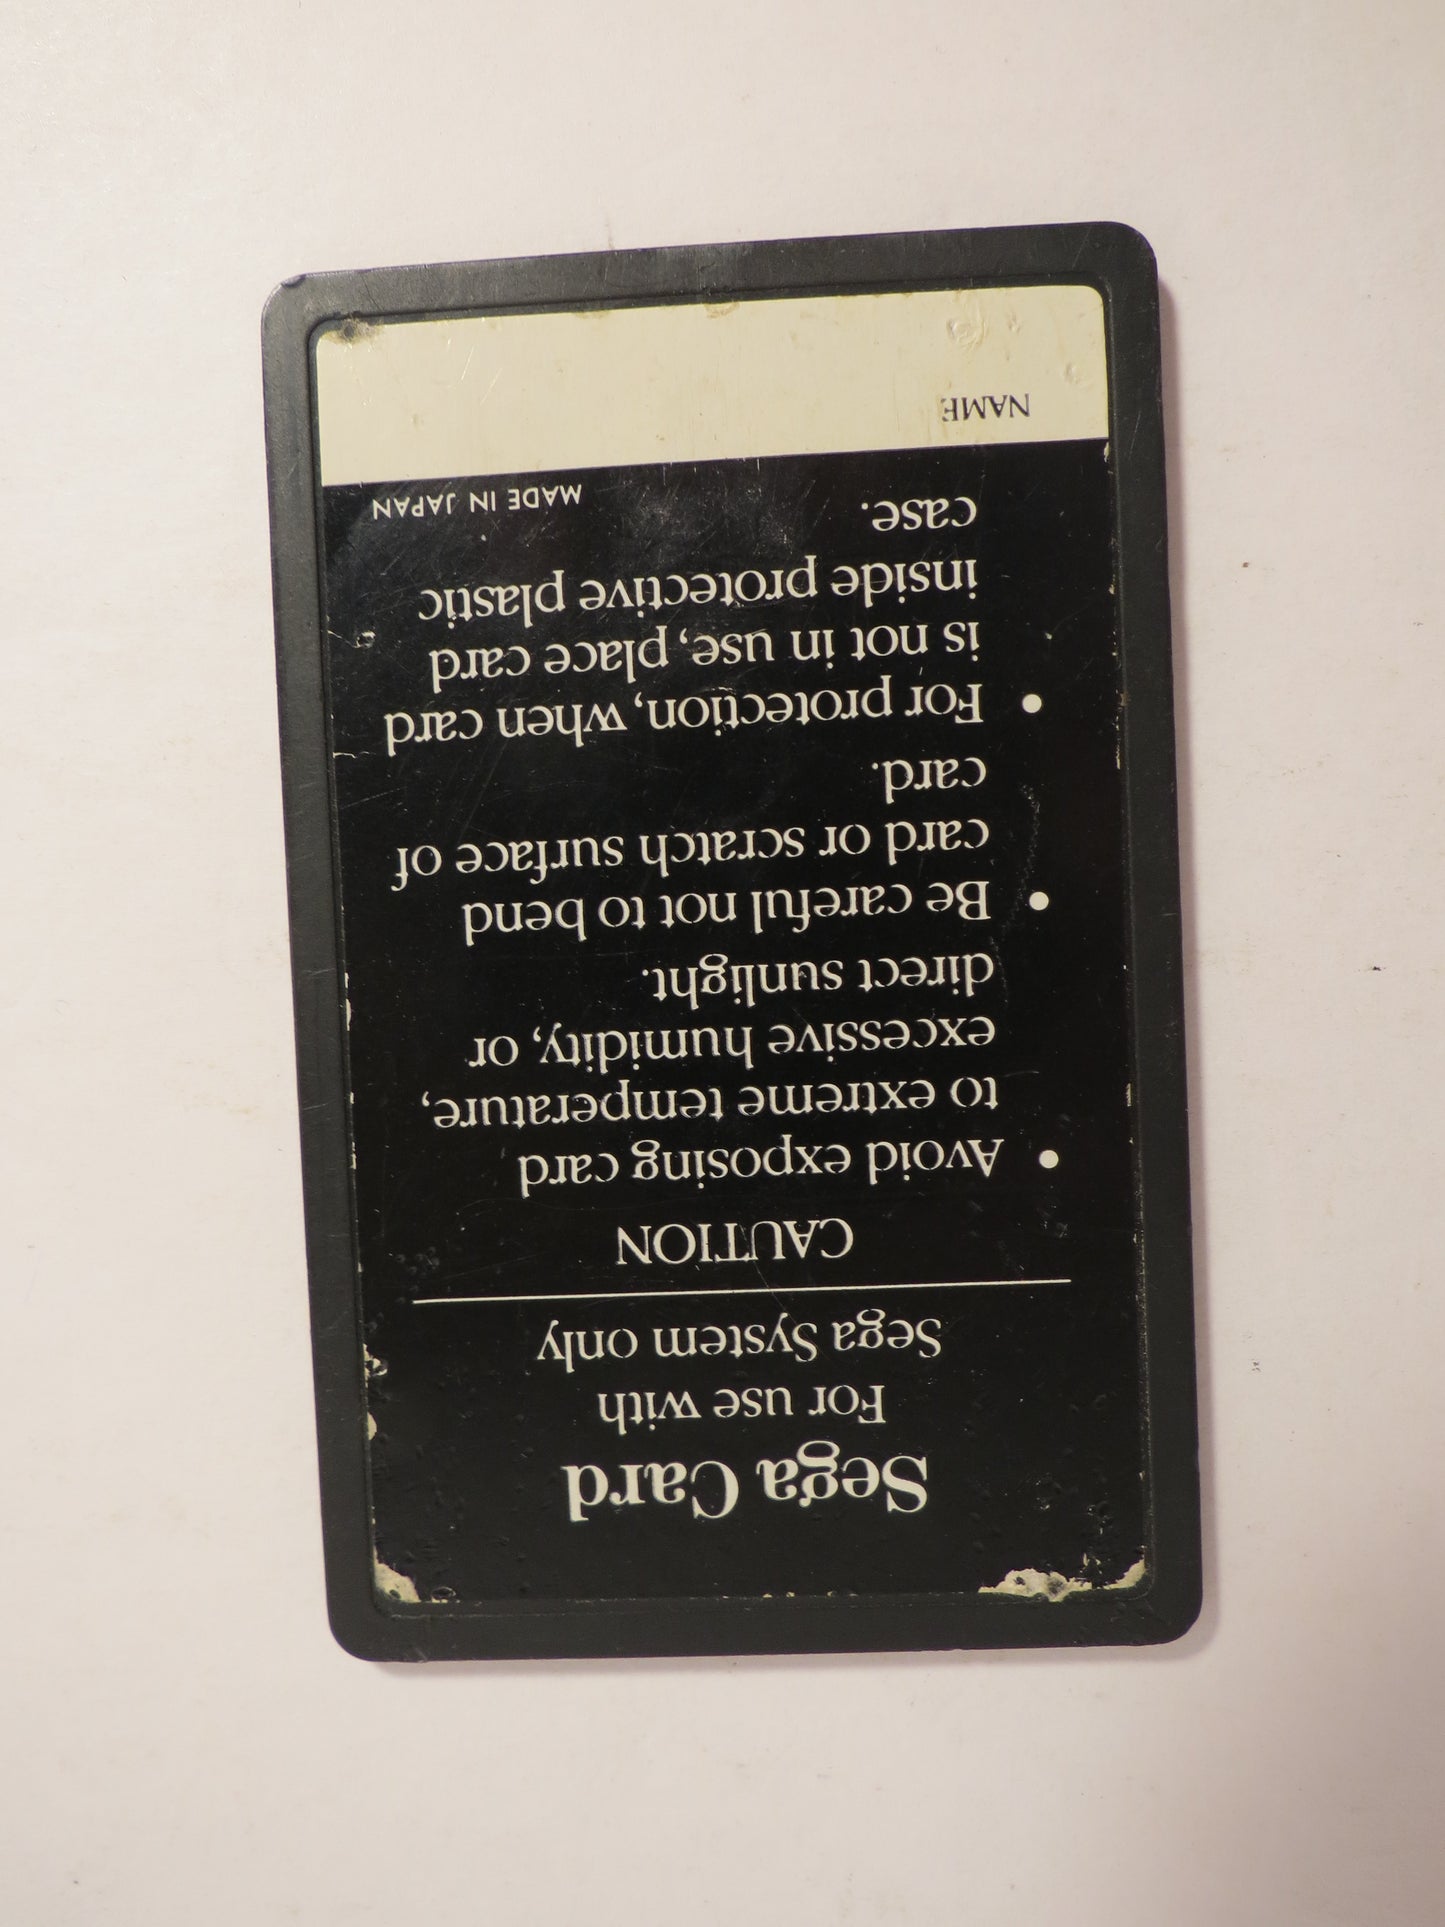 Sega Card
For use with
Sega System only
CAUTION
• Avoid exposing card
to extreme temperature,
excessive humidity, or
direct sunlight.
• Be careful not to bend
card or scratch surface of
card.
• For protection, when card
is not in use, place card
inside protective plastic
case.
MADE IN JAPAN
NAME